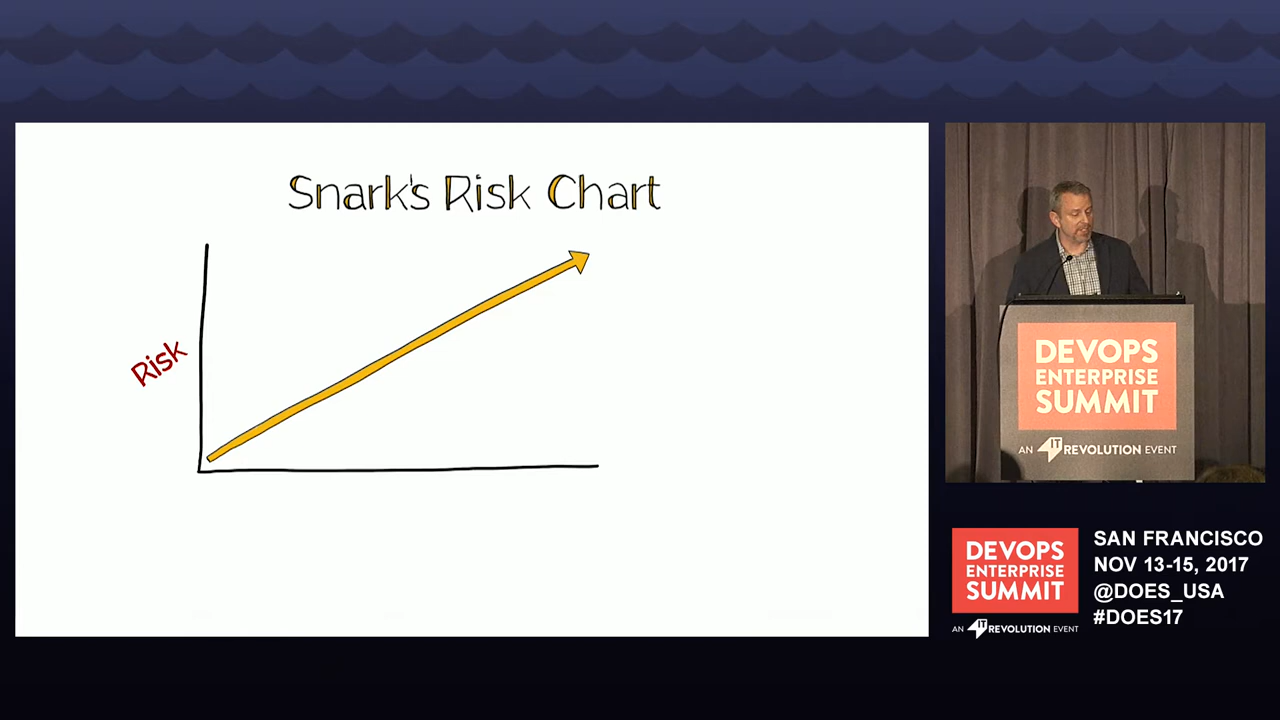 Snark's Risk Chart
Risk
DEVOPS
ENTERPRISE
SUMMIT
AN IT REVOLUTION EVENT
DEVOPS
ENTERPRISE
SUMMIT
AN IT REVOLUTION EVENT
SAN FRANCISCO
NOV 13-15, 2017
@DOES_USA
#DOES17